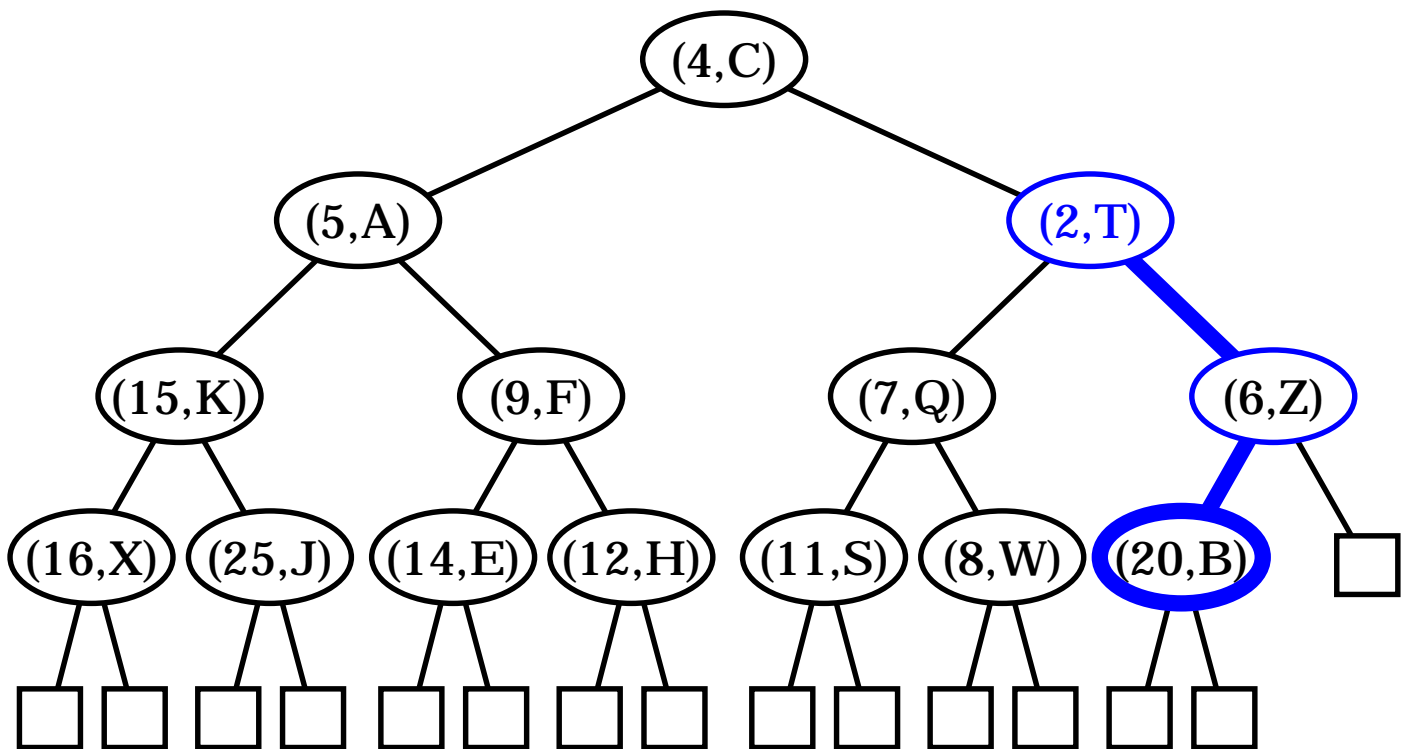 (4,C)
(5,A) (2,T)
(15,K) (9,F) (7,Q) (6,Z)
(16,X) (25,J) (14,E) (12,H) (11,S) (8,W) (20,B)